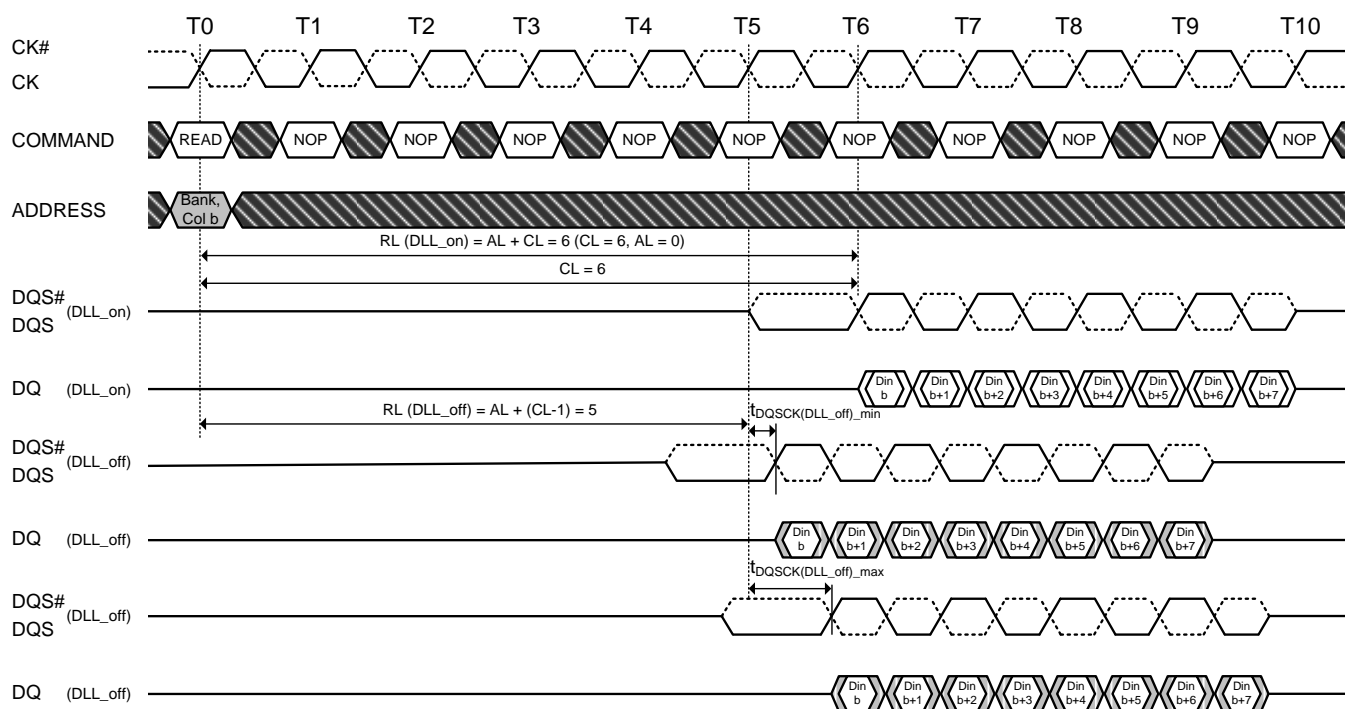 T0 T1 T2 T3 T4 T5 T6 T7 T8 T9 T10
CK#
CK
COMMAND READ NOP NOP NOP NOP NOP NOP NOP NOP NOP NOP
ADDRESS Bank, Col b
RL (DLL_on) = AL + CL = 6 (CL = 6, AL = 0)
CL = 6
DQS# (DLL_on)
DQS
DQ (DLL_on) Din b Din b+1 Din b+2 Din b+3 Din b+4 Din b+5 Din b+6 Din b+7
RL (DLL_off) = AL + (CL-1) = 5 tDQSCK(DLL_off)_min
DQS# (DLL_off)
DQS
DQ (DLL_off) Din b Din b+1 Din b+2 Din b+3 Din b+4 Din b+5 Din b+6 Din b+7
tDQSCK(DLL_off)_max
DQS# (DLL_off)
DQS
DQ (DLL_off) Din b Din b+1 Din b+2 Din b+3 Din b+4 Din b+5 Din b+6 Din b+7